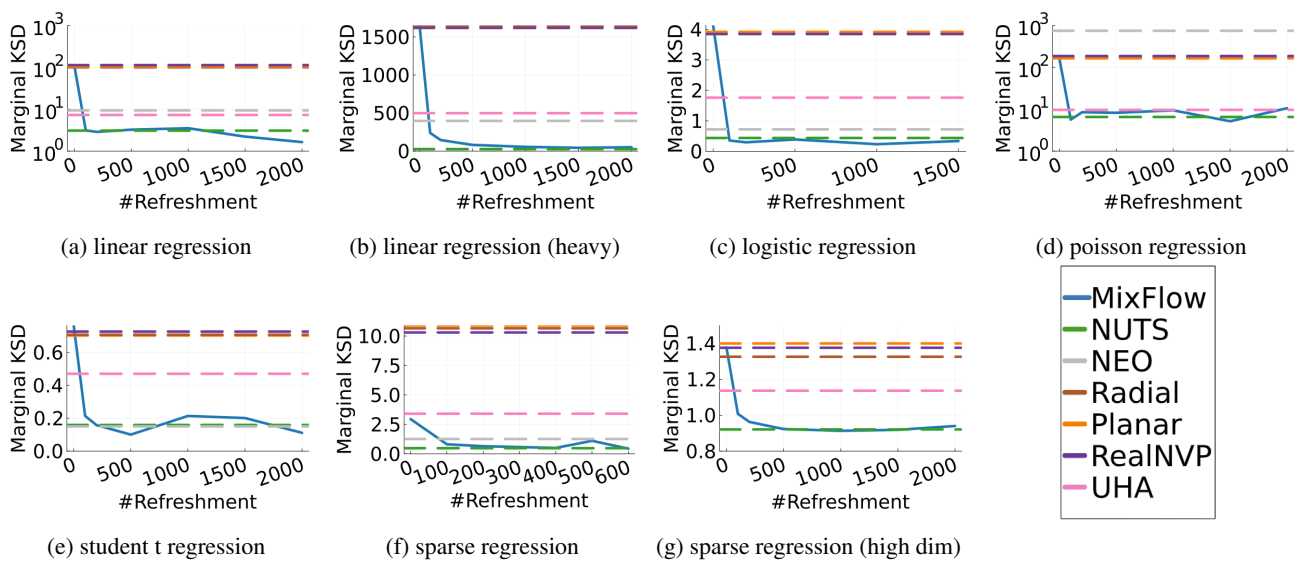 Marginal KSD
10³
10²
10¹
10⁰
0
500
1000
1500
2000
#Refreshment
(a) linear regression
Marginal KSD
1500
1000
500
0
0
500
1000
1500
2000
#Refreshment
(b) linear regression (heavy)
Marginal KSD
4
3
2
1
0
0
500
1000
1500
#Refreshment
(c) logistic regression
Marginal KSD
10³
10²
10¹
10⁰
0
500
1000
1500
2000
#Refreshment
(d) poisson regression
Marginal KSD
0.6
0.4
0.2
0.0
0
500
1000
1500
2000
#Refreshment
(e) student t regression
Marginal KSD
10.0
7.5
5.0
2.5
0.0
0
100
200
300
400
500
600
#Refreshment
(f) sparse regression
Marginal KSD
1.4
1.2
1.0
0.8
0
500
1000
1500
2000
#Refreshment
(g) sparse regression (high dim)
MixFlow
NUTS
NEO
Radial
Planar
RealNVP
UHA